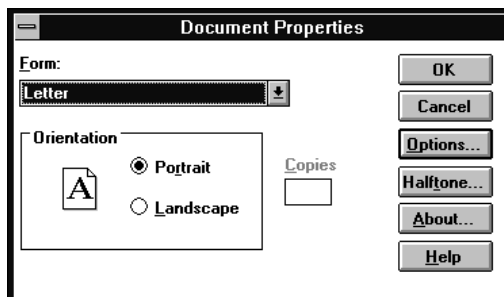 Document Properties
Form:
Letter
Orientation
A
Portrait
Landscape
Copies
OK
Cancel
Options...
Halftone...
About...
Help